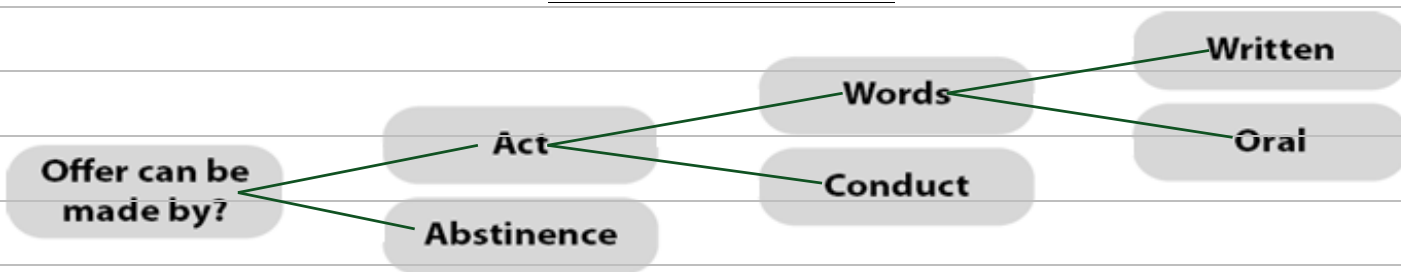 Offer can be
made by?
Act
Abstinence
Words
Conduct
Written
Oral